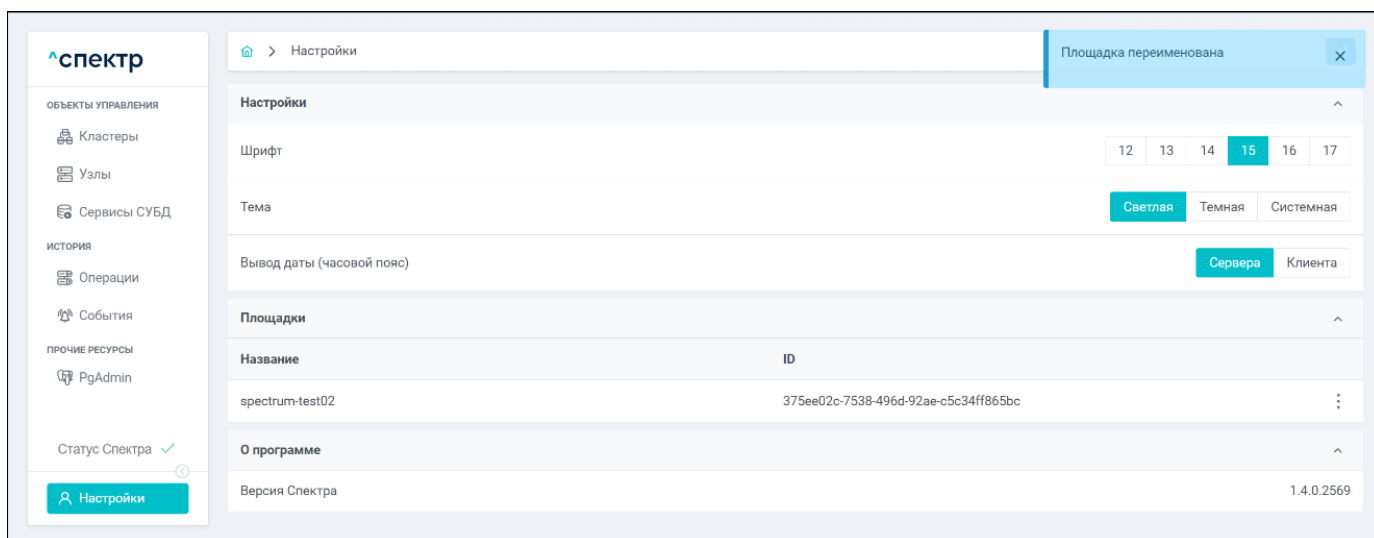 ^спектр
ОБЪЕКТЫ УПРАВЛЕНИЯ
Кластеры
Узлы
Сервисы СУБД
ИСТОРИЯ
Операции
События
ПРОЧИЕ РЕСУРСЫ
PgAdmin
Статус Спектра
Настройки
> Настройки
Площадка переименована
Настройки
Шрифт 12 13 14 15 16 17
Тема Светлая Темная Системная
Вывод даты (часовой пояс) Сервера Клиента
Площадки
Название ID
spectrum-test02 375ee02c-7538-496d-92ae-c5c34ff865bc
О программе
Версия Спектра 1.4.0.2569